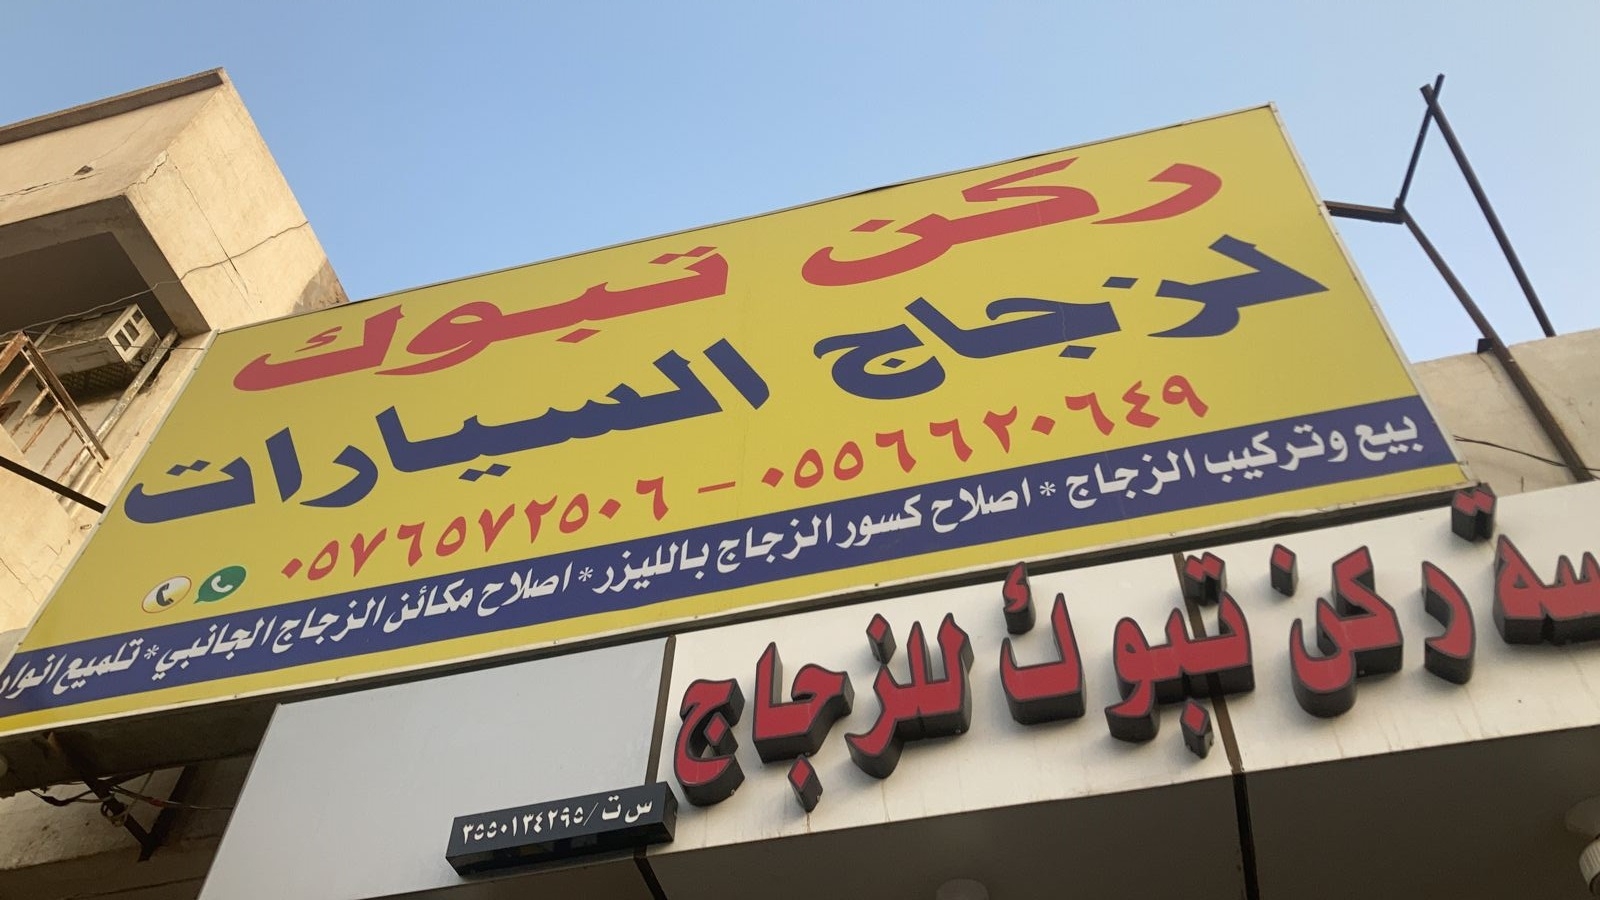 ركن تبوك
لزجاج السيارات
٠٥٧٦٥٧٢٥٠٦ - ٠٥٥٦٦٢٠٦٤٩
بيع وتركيب الزجاج * اصلاح كسور الزجاج بالليزر * اصلاح مكائن الزجاج الجانبي * تلميع انوار
ركن تبوك للزجاج
س ت / ٣٥٥٠١٣٤٢٩٥